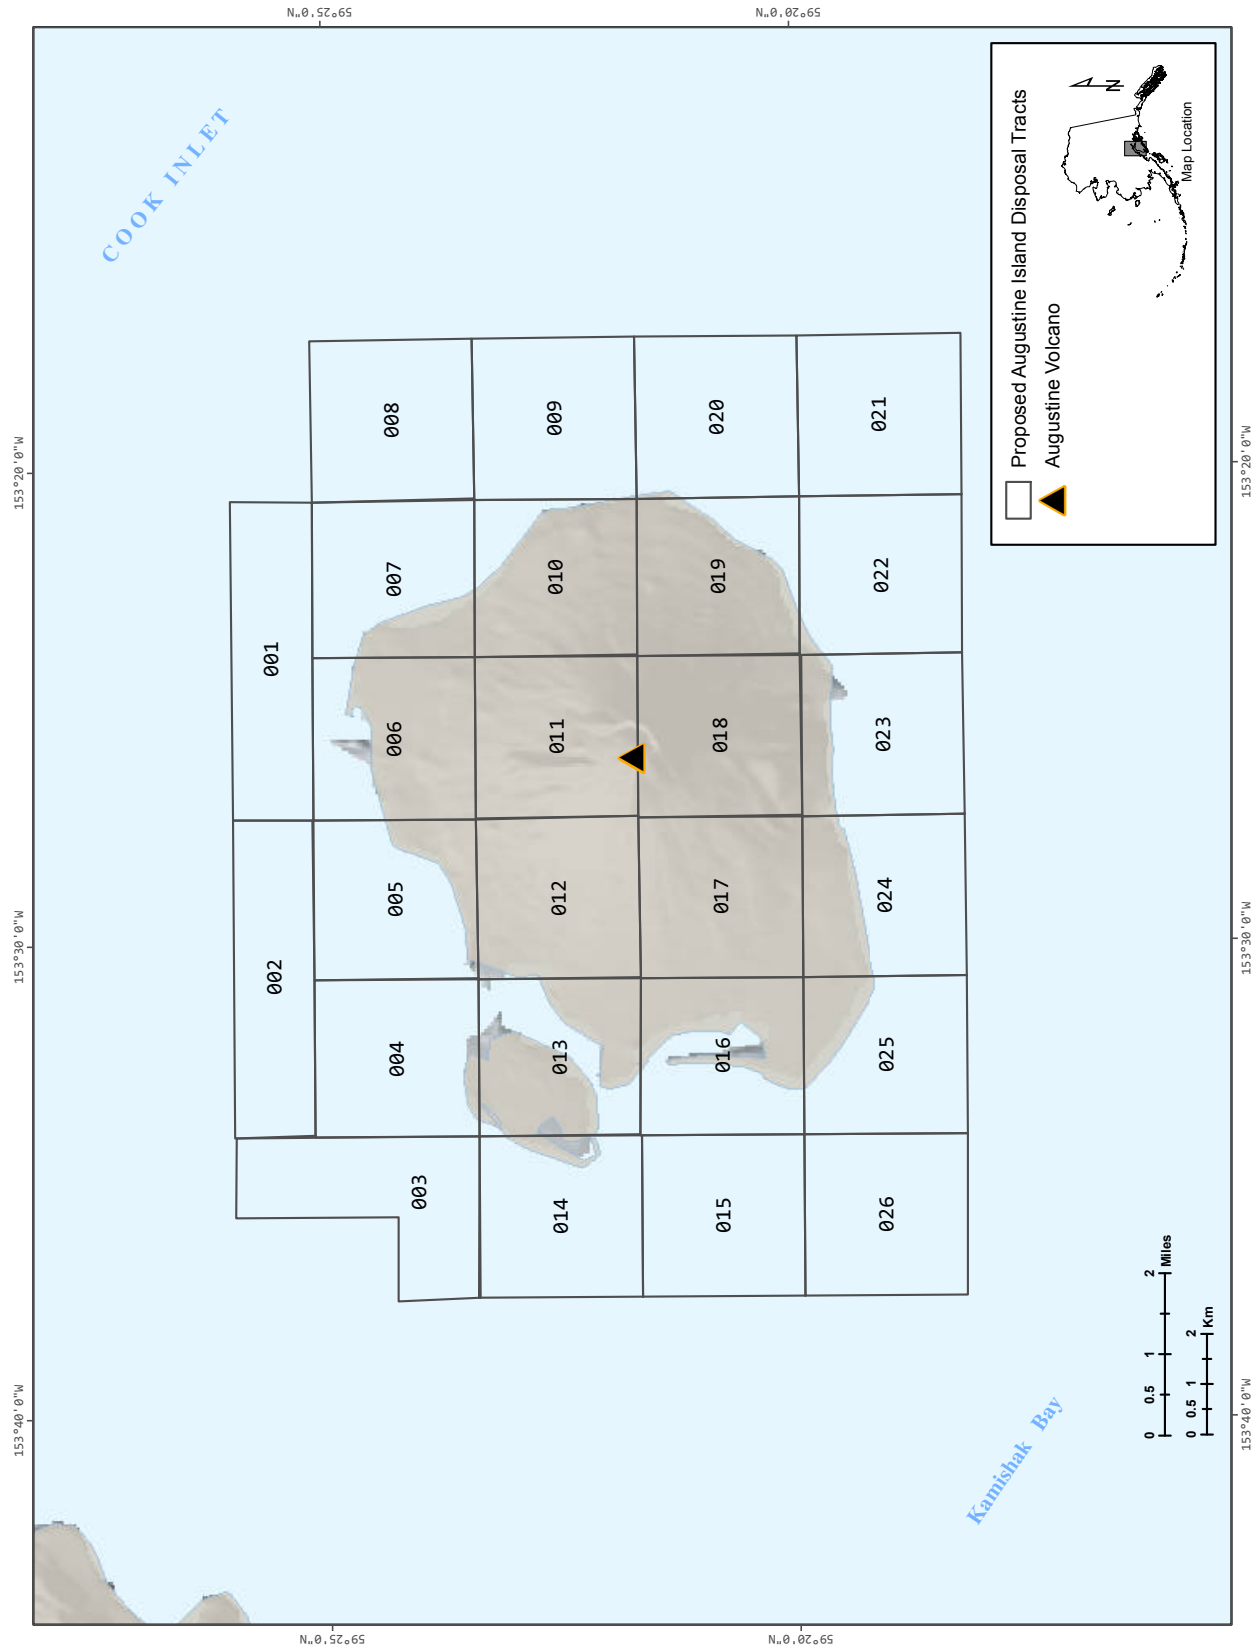 153°40'0"W
153°30'0"W
153°20'0"W
59°25'0"N
59°25'0"N
59°20'0"N
59°20'0"N
COOK INLET
001
002
003
004
005
006
007
008
009
010
011
012
013
014
015
016
017
018
019
020
021
022
023
024
025
026
Kamishak Bay
0 0.5 1 2
Miles
0 0.5 1 2
Km
Proposed Augustine Island Disposal Tracts
Augustine Volcano
N
Map Location
153°40'0"W
153°30'0"W
153°20'0"W